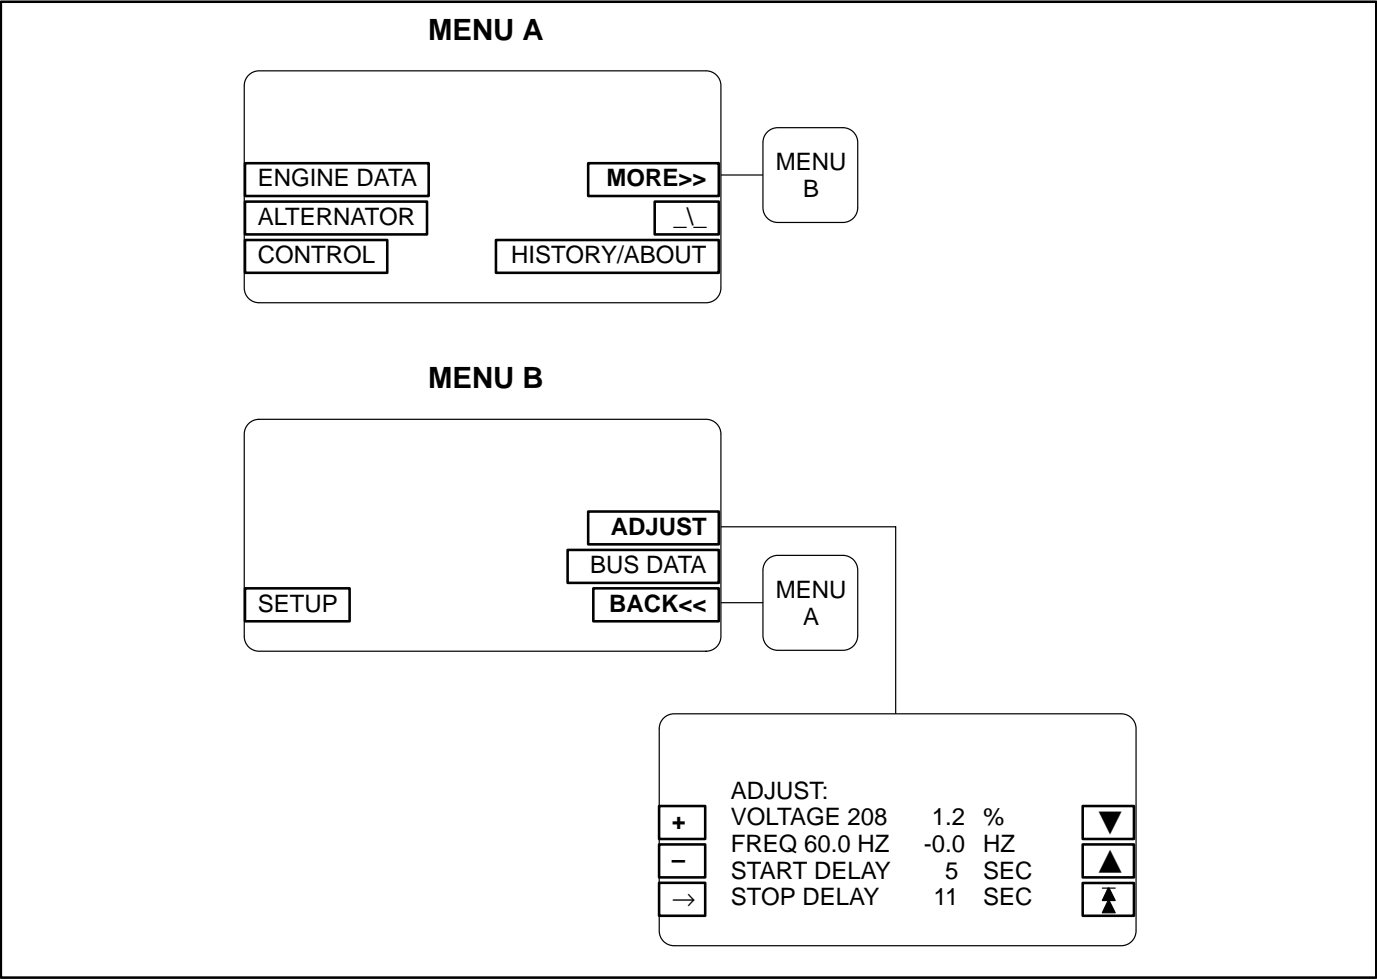 MENU A
ENGINE DATA
MORE>>
MENU
B
ALTERNATOR
_\_
CONTROL
HISTORY/ABOUT
MENU B
ADJUST
BUS DATA
MENU
A
SETUP
BACK<<
ADJUST:
+ VOLTAGE 208 1.2 % ▼
– FREQ 60.0 HZ -0.0 HZ ▲
START DELAY 5 SEC
→ STOP DELAY 11 SEC